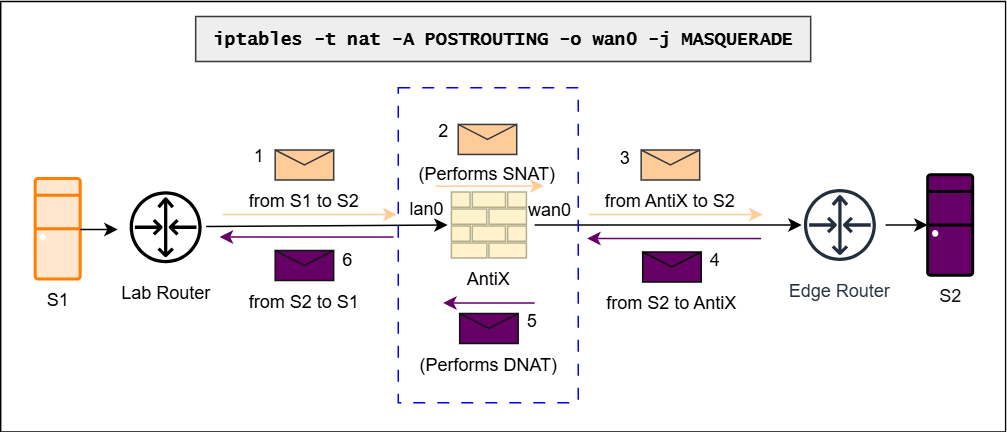 iptables -t nat -A POSTROUTING -o wan0 -j MASQUERADE
1
from S1 to S2
2
(Performs SNAT)
3
from AntiX to S2
lan0
wan0
AntiX
S1
Lab Router
6
from S2 to S1
5
(Performs DNAT)
4
from S2 to AntiX
Edge Router
S2